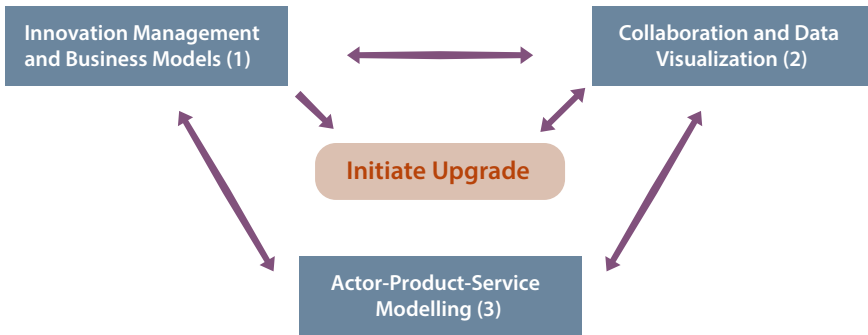 Innovation Management
and Business Models (1)
Collaboration and Data
Visualization (2)
Initiate Upgrade
Actor-Product-Service
Modelling (3)